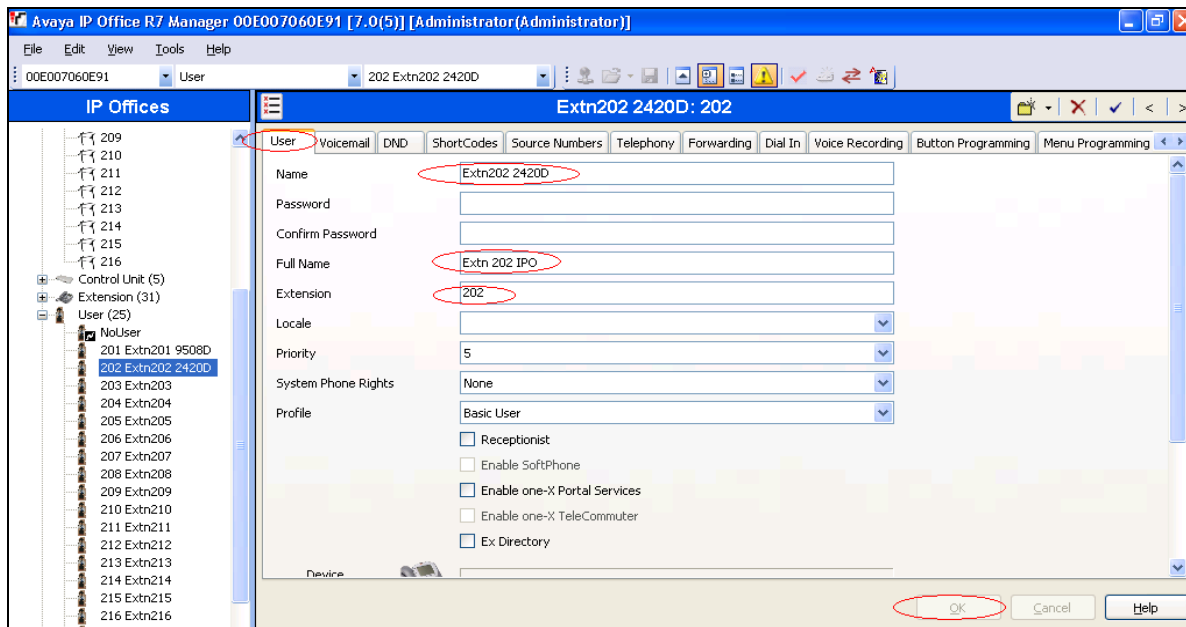 Avaya IP Office R7 Manager 00E007060E91 [7.0(5)] [Administrator(Administrator)]
File Edit View Tools Help
00E007060E91 User 202 Extn202 2420D
IP Offices
209
210
211
212
213
214
215
216
Control Unit (5)
Extension (31)
User (25)
NoUser
201 Extn201 9508D
202 Extn202 2420D
203 Extn203
204 Extn204
205 Extn205
206 Extn206
207 Extn207
208 Extn208
209 Extn209
210 Extn210
211 Extn211
212 Extn212
213 Extn213
214 Extn214
215 Extn215
216 Extn216
Extn202 2420D: 202
User Voicemail DND ShortCodes Source Numbers Telephony Forwarding Dial In Voice Recording Button Programming Menu Programming
Name Extn202 2420D
Password
Confirm Password
Full Name Extn 202 IPO
Extension 202
Locale
Priority 5
System Phone Rights None
Profile Basic User
Receptionist
Enable SoftPhone
Enable one-X Portal Services
Enable one-X TeleCommuter
Ex Directory
Device
OK Cancel Help